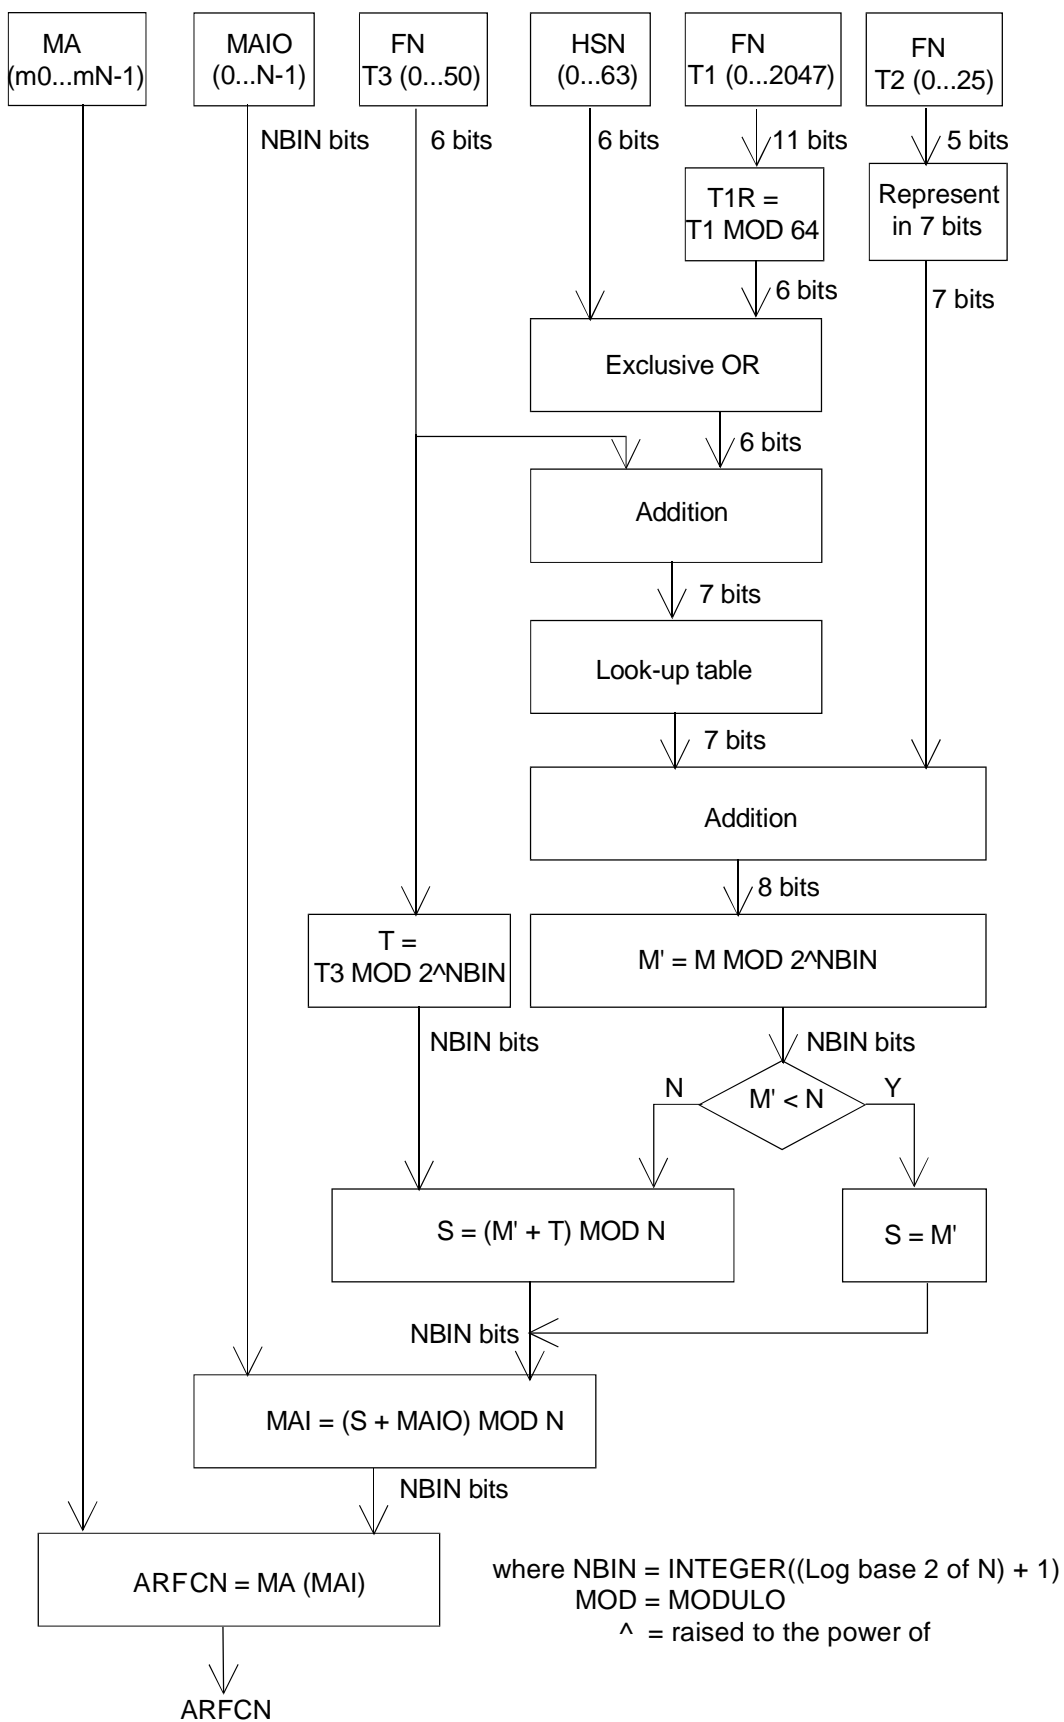 MA
(m0...mN-1)
MAIO
(0...N-1)
FN
T3 (0...50)
HSN
(0...63)
FN
T1 (0...2047)
FN
T2 (0...25)
NBIN bits
6 bits
6 bits
11 bits
5 bits
T1R =
T1 MOD 64
Represent
in 7 bits
6 bits
7 bits
Exclusive OR
6 bits
Addition
7 bits
Look-up table
7 bits
Addition
8 bits
T =
T3 MOD 2^NBIN
M' = M MOD 2^NBIN
NBIN bits
NBIN bits
N
M' < N
Y
S = (M' + T) MOD N
S = M'
NBIN bits
MAI = (S + MAIO) MOD N
NBIN bits
ARFCN = MA (MAI)
where NBIN = INTEGER((Log base 2 of N) + 1)
MOD = MODULO
^ = raised to the power of
ARFCN